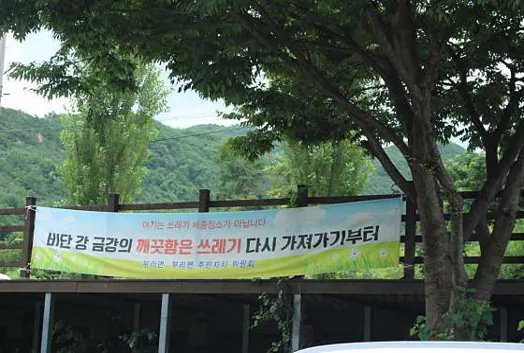 여기는 쓰레기 배출장소가 아닙니다
비단 강 금강의 깨끗함은 쓰레기 다시 가져가기부터
부리면 · 부리면 주민자치 위원회